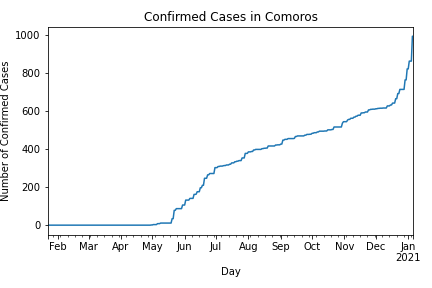 Confirmed Cases in Comoros
1000
800
600
400
200
0
Number of Confirmed Cases
Feb Mar Apr May Jun Jul Aug Sep Oct Nov Dec Jan
2021
Day